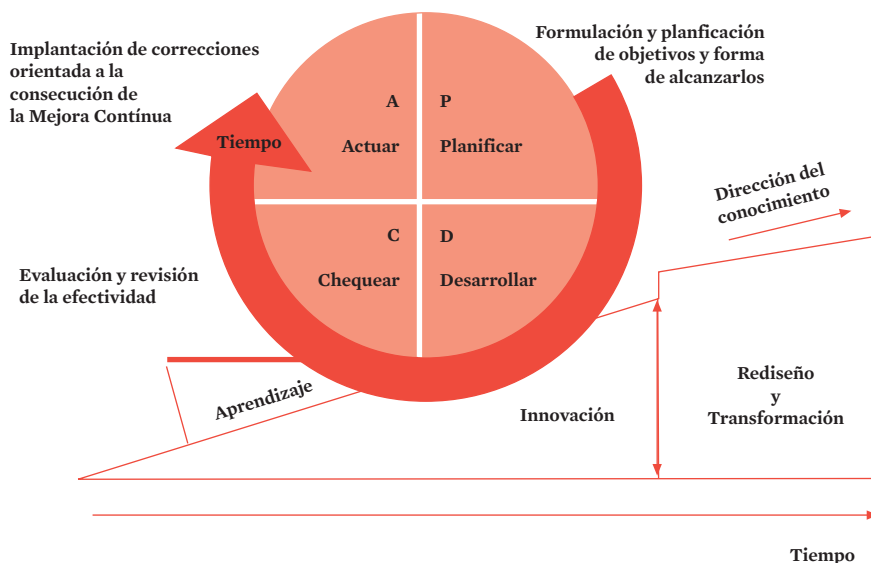 Implantación de correcciones
orientada a la
consecución de
la Mejora Contínua
Formulación y planficación
de objetivos y forma
de alcanzarlos
A
P
Tiempo
Actuar
Planificar
Dirección del
conocimiento
C
D
Chequear
Desarrollar
Evaluación y revisión
de la efectividad
Aprendizaje
Innovación
Rediseño
y
Transformación
Tiempo